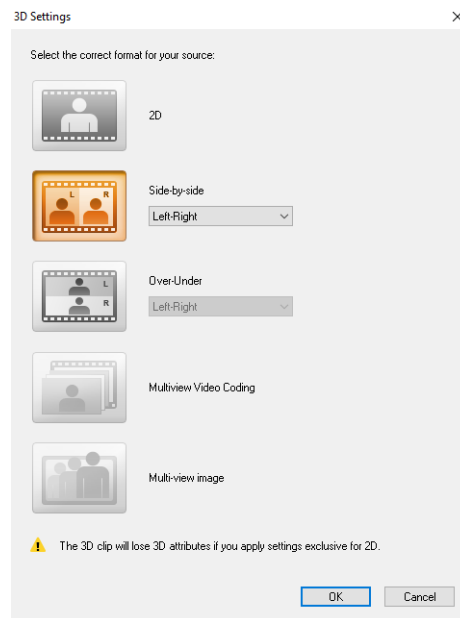 3D Settings
Select the correct format for your source:
2D
L R
Side-by-side
Left-Right
L
R
Over-Under
Left-Right
Multiview Video Coding
Multi-view image
The 3D clip will lose 3D attributes if you apply settings exclusive for 2D.
OK Cancel